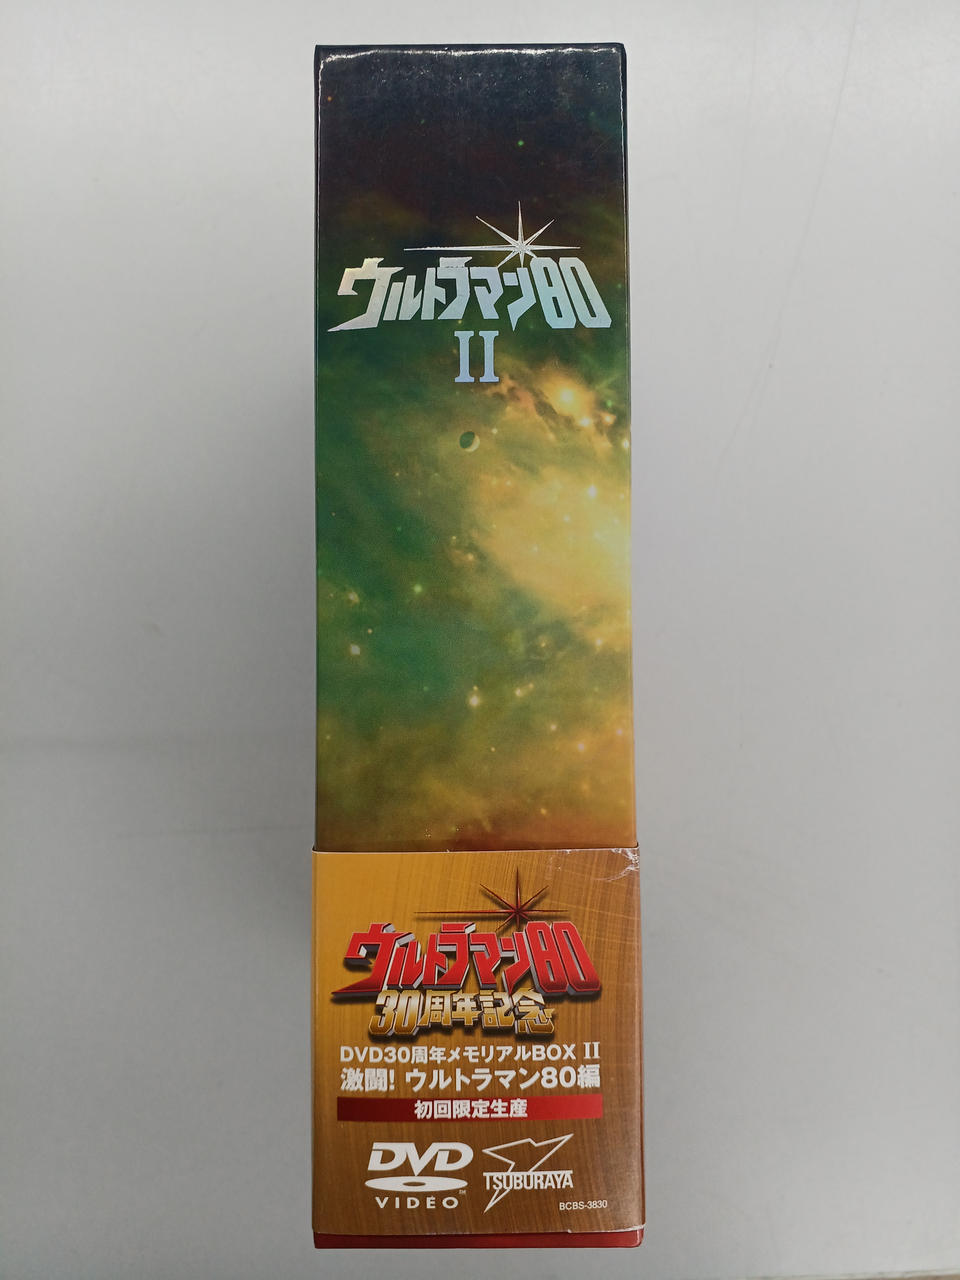 ウルトラマン80
II
ウルトラマン80
30周年記念
DVD30周年メモリアルBOX II
激闘! ウルトラマン80編
初回限定生産
DVD
VIDEO
TM
TSUBURAYA
BCBS-3830